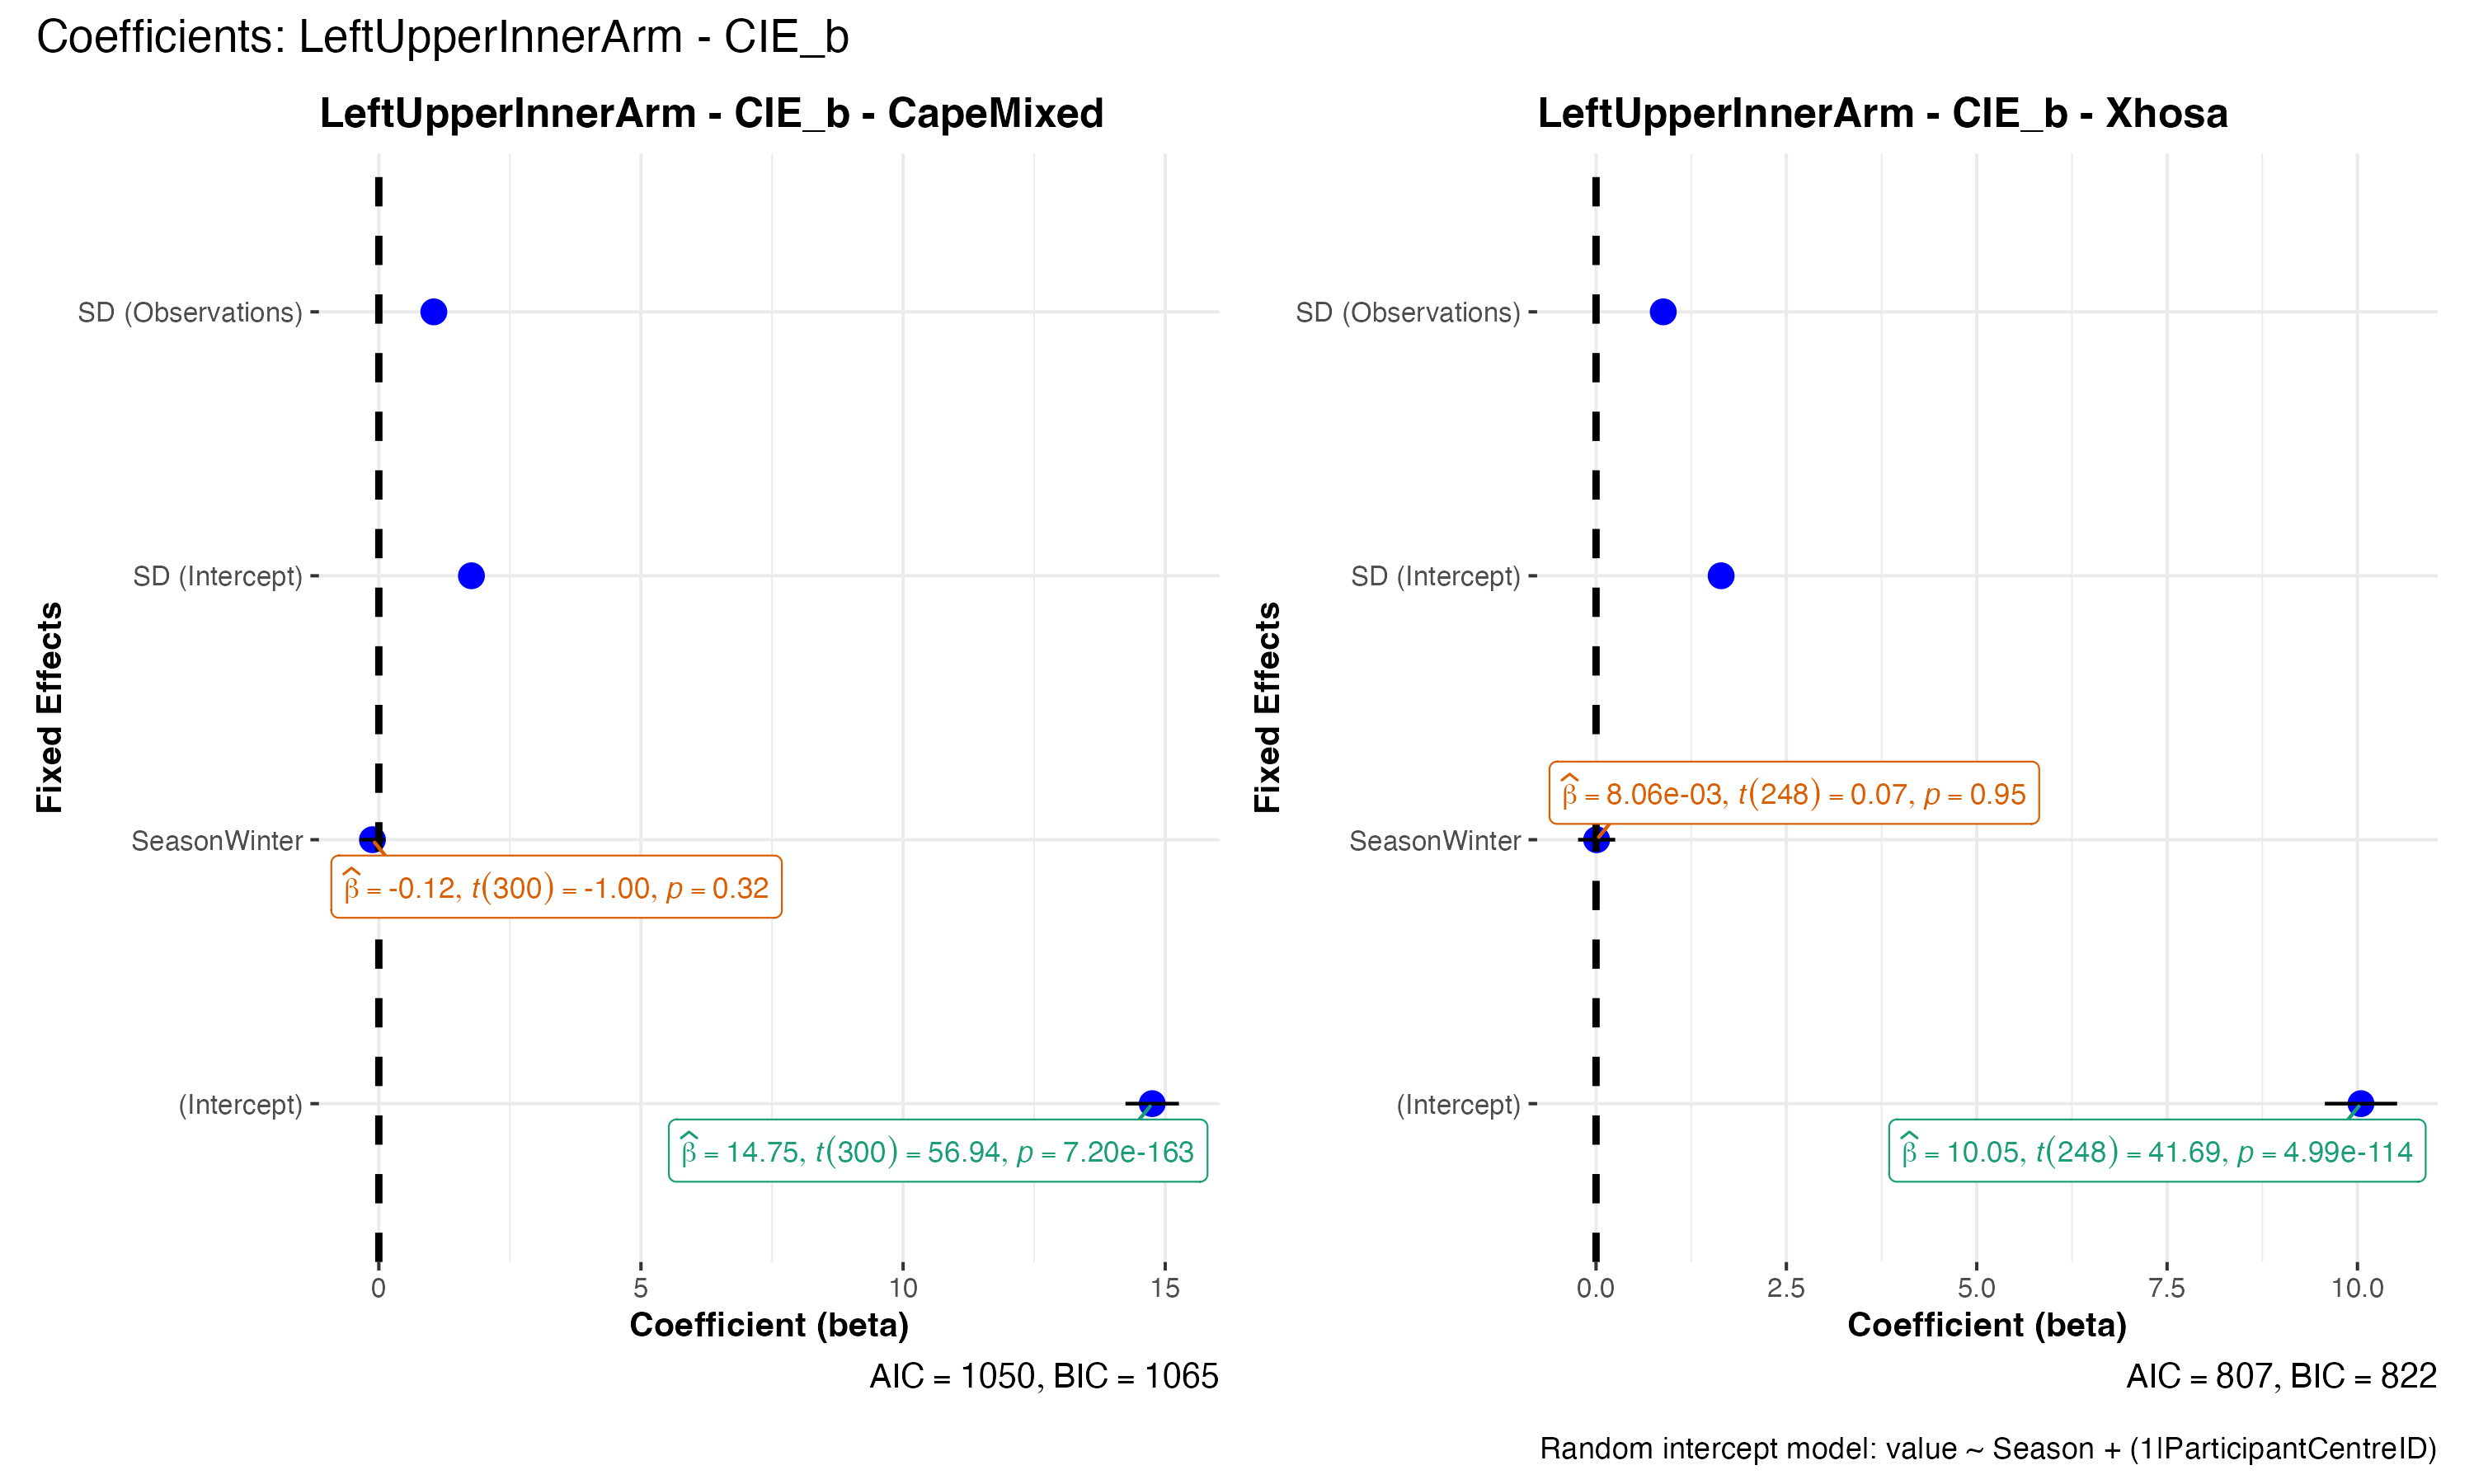 Coefficients: LeftUpperInnerArm - CIE_b
LeftUpperInnerArm - CIE_b - CapeMixed
Fixed Effects
SD (Observations)
SD (Intercept)
SeasonWinter
(Intercept)
β̂ = -0.12, t(300) = -1.00, p = 0.32
β̂ = 14.75, t(300) = 56.94, p = 7.20e-163
0 5 10 15
Coefficient (beta)
AIC = 1050, BIC = 1065
LeftUpperInnerArm - CIE_b - Xhosa
Fixed Effects
SD (Observations)
SD (Intercept)
SeasonWinter
(Intercept)
β̂ = 8.06e-03, t(248) = 0.07, p = 0.95
β̂ = 10.05, t(248) = 41.69, p = 4.99e-114
0.0 2.5 5.0 7.5 10.0
Coefficient (beta)
AIC = 807, BIC = 822
Random intercept model: value ~ Season + (1|ParticipantCentreID)